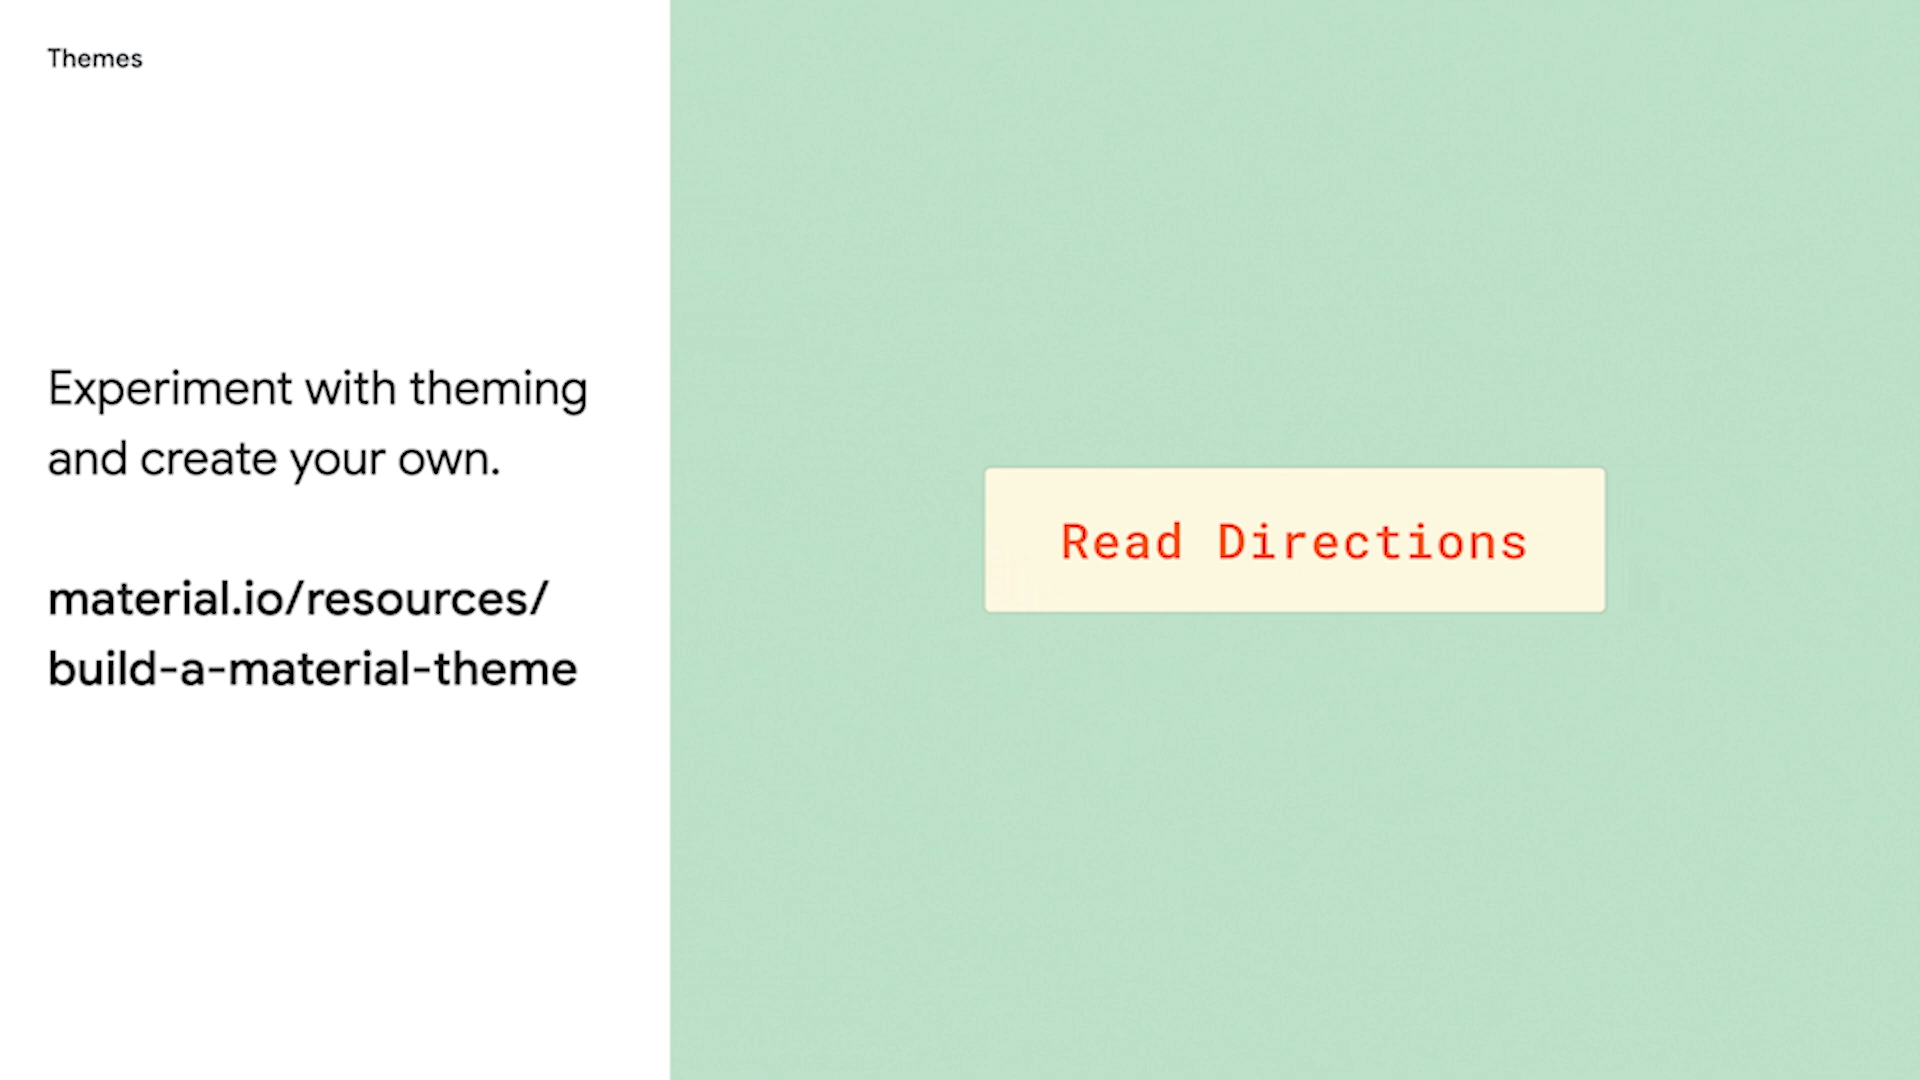 Themes
Experiment with theming
and create your own.
material.io/resources/
build-a-material-theme
Read Directions